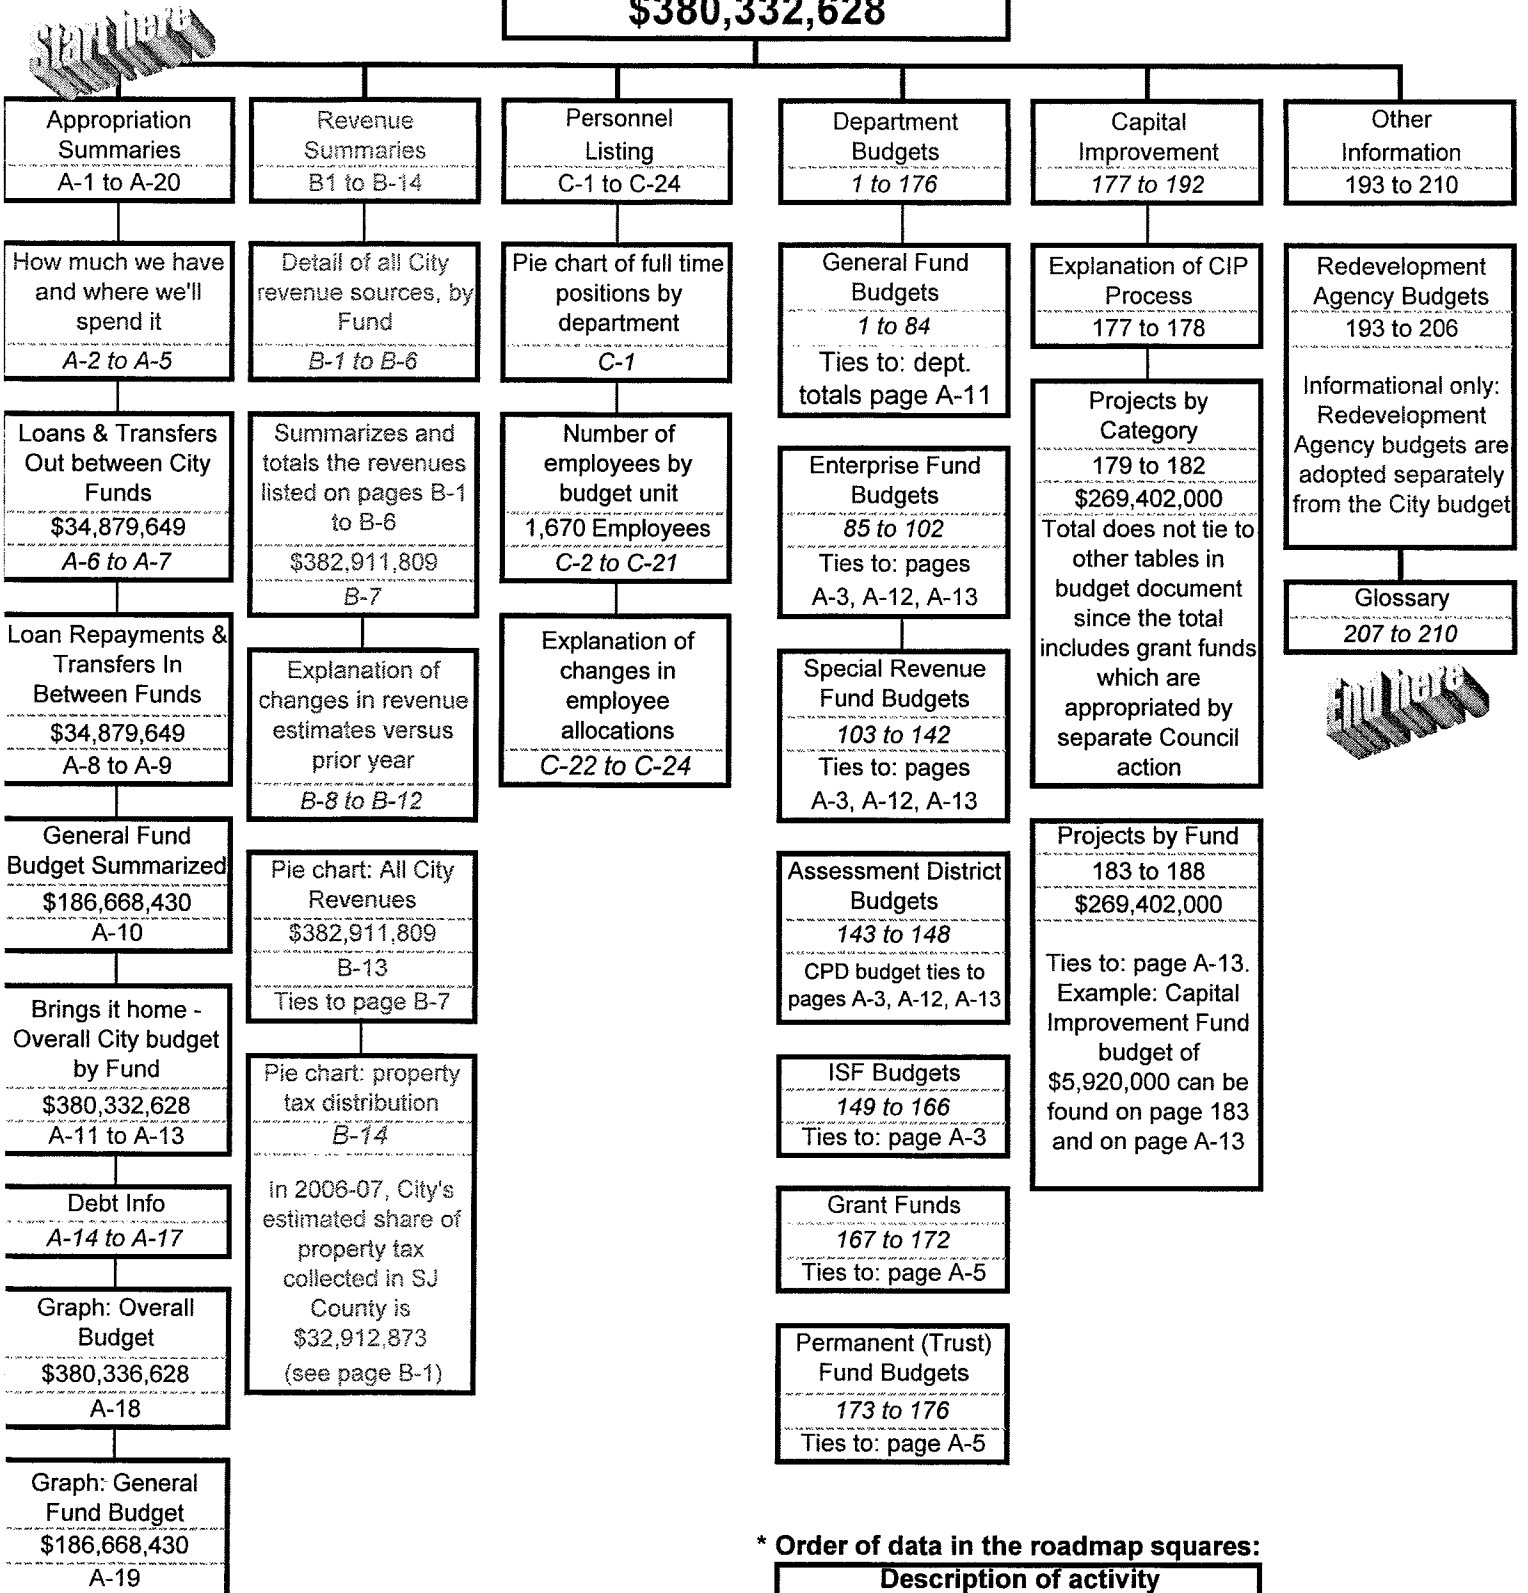 $380,332,628
Start here
Appropriation
Summaries
A-1 to A-20
How much we have
and where we'll
spend it
A-2 to A-5
Loans & Transfers
Out between City
Funds
$34,879,649
A-6 to A-7
Loan Repayments &
Transfers In
Between Funds
$34,879,649
A-8 to A-9
General Fund
Budget Summarized
$186,668,430
A-10
Brings it home -
Overall City budget
by Fund
$380,332,628
A-11 to A-13
Debt Info
A-14 to A-17
Graph: Overall
Budget
$380,336,628
A-18
Graph: General
Fund Budget
$186,668,430
A-19
Revenue
Summaries
B1 to B-14
Detail of all City
revenue sources, by
Fund
B-1 to B-6
Summarizes and
totals the revenues
listed on pages B-1
to B-6
$382,911,809
B-7
Explanation of
changes in revenue
estimates versus
prior year
B-8 to B-12
Pie chart: All City
Revenues
$382,911,809
B-13
Ties to page B-7
Pie chart: property
tax distribution
B-14
In 2006-07, City's
estimated share of
property tax
collected in SJ
County is
$32,912,873
(see page B-1)
Personnel
Listing
C-1 to C-24
Pie chart of full time
positions by
department
C-1
Number of
employees by
budget unit
1,670 Employees
C-2 to C-21
Explanation of
changes in
employee
allocations
C-22 to C-24
Department
Budgets
1 to 176
General Fund
Budgets
1 to 84
Ties to: dept.
totals page A-11
Enterprise Fund
Budgets
85 to 102
Ties to: pages
A-3, A-12, A-13
Special Revenue
Fund Budgets
103 to 142
Ties to: pages
A-3, A-12, A-13
Assessment District
Budgets
143 to 148
CPD budget ties to
pages A-3, A-12, A-13
ISF Budgets
149 to 166
Ties to: page A-3
Grant Funds
167 to 172
Ties to: page A-5
Permanent (Trust)
Fund Budgets
173 to 176
Ties to: page A-5
Capital
Improvement
177 to 192
Explanation of CIP
Process
177 to 178
Projects by
Category
179 to 182
$269,402,000
Total does not tie to
other tables in
budget document
since the total
includes grant funds
which are
appropriated by
separate Council
action
Projects by Fund
183 to 188
$269,402,000
Ties to: page A-13.
Example: Capital
Improvement Fund
budget of
$5,920,000 can be
found on page 183
and on page A-13
Other
Information
193 to 210
Redevelopment
Agency Budgets
193 to 206
Informational only:
Redevelopment
Agency budgets are
adopted separately
from the City budget
Glossary
207 to 210
End here
* Order of data in the roadmap squares:
Description of activity